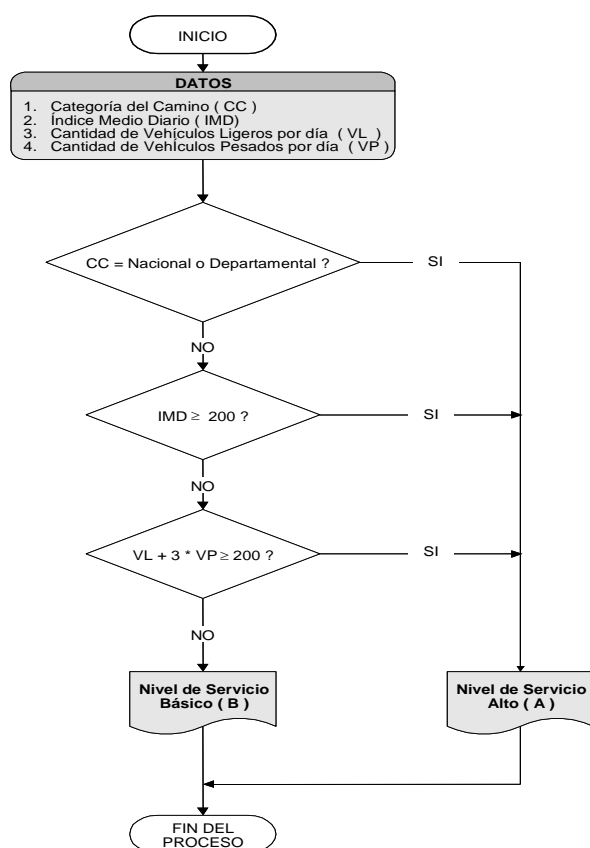 INICIO
DATOS
1. Categoría del Camino ( CC )
2. Índice Medio Diario ( IMD)
3. Cantidad de Vehículos Ligeros por día ( VL )
4. Cantidad de VehÍculos Pesados por día ( VP )
CC = Nacional o Departamental ?
SI
NO
IMD ≥ 200 ?
SI
NO
VL + 3 * VP ≥ 200 ?
SI
NO
Nivel de Servicio
Básico ( B )
Nivel de Servicio
Alto ( A )
FIN DEL
PROCESO